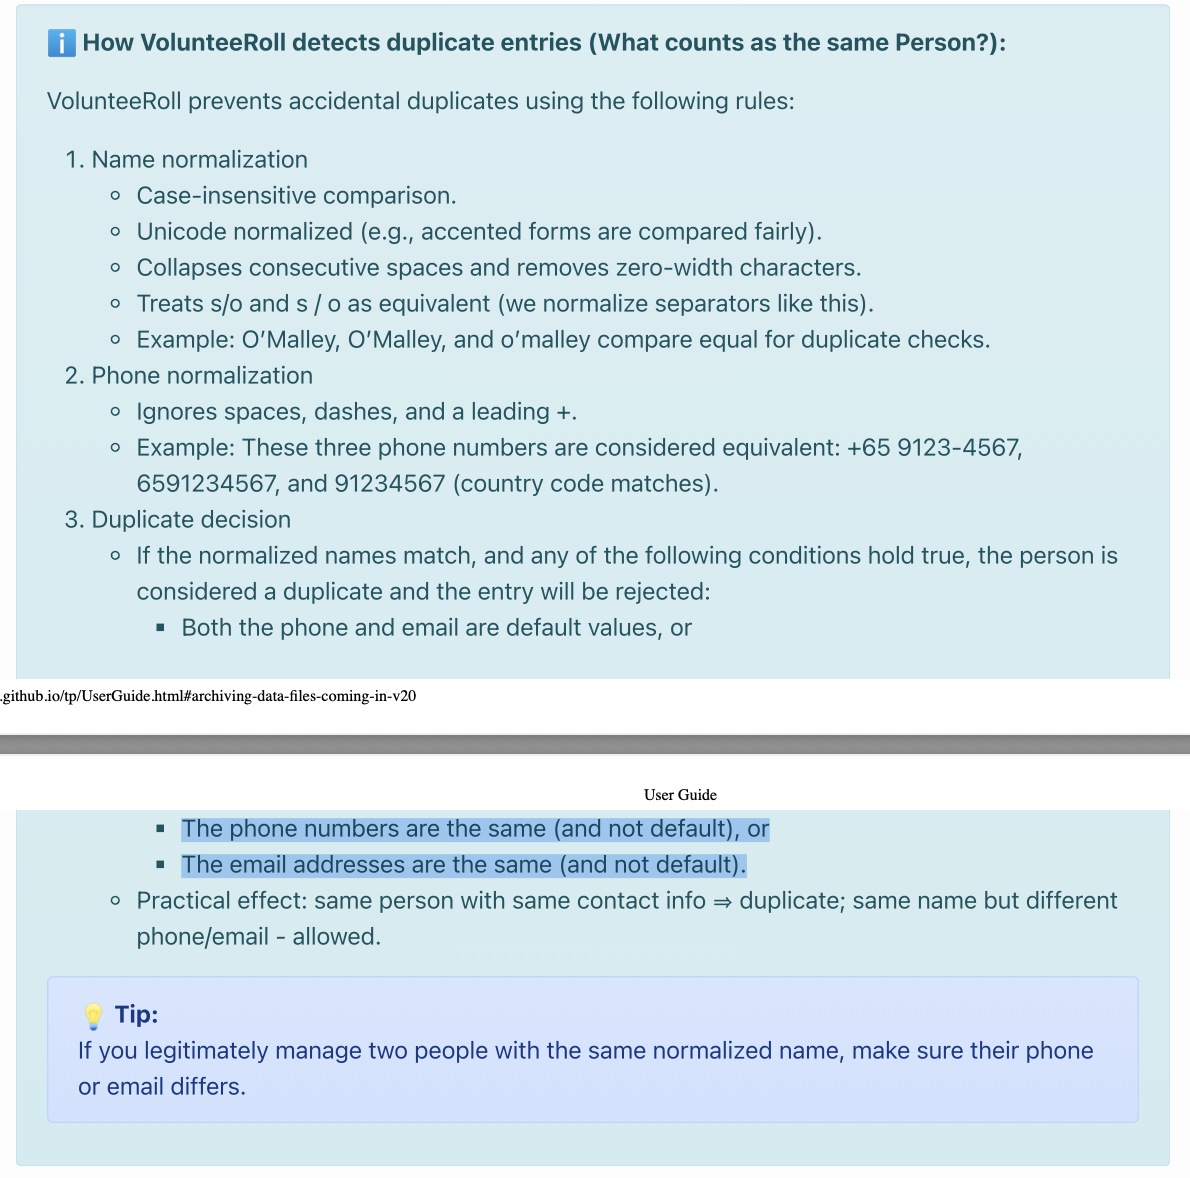 ℹ️ How VolunteeRoll detects duplicate entries (What counts as the same Person?):
VolunteeRoll prevents accidental duplicates using the following rules:
1. Name normalization
Case-insensitive comparison.
Unicode normalized (e.g., accented forms are compared fairly).
Collapses consecutive spaces and removes zero-width characters.
Treats s/o and s / o as equivalent (we normalize separators like this).
Example: O’Malley, O’Malley, and o’malley compare equal for duplicate checks.
2. Phone normalization
Ignores spaces, dashes, and a leading +.
Example: These three phone numbers are considered equivalent: +65 9123-4567,
6591234567, and 91234567 (country code matches).
3. Duplicate decision
If the normalized names match, and any of the following conditions hold true, the person is
considered a duplicate and the entry will be rejected:
Both the phone and email are default values, or
.github.io/tp/UserGuide.html#archiving-data-files-coming-in-v20
User Guide
The phone numbers are the same (and not default), or
The email addresses are the same (and not default).
Practical effect: same person with same contact info ⇒ duplicate; same name but different
phone/email - allowed.
💡 Tip:
If you legitimately manage two people with the same normalized name, make sure their phone
or email differs.